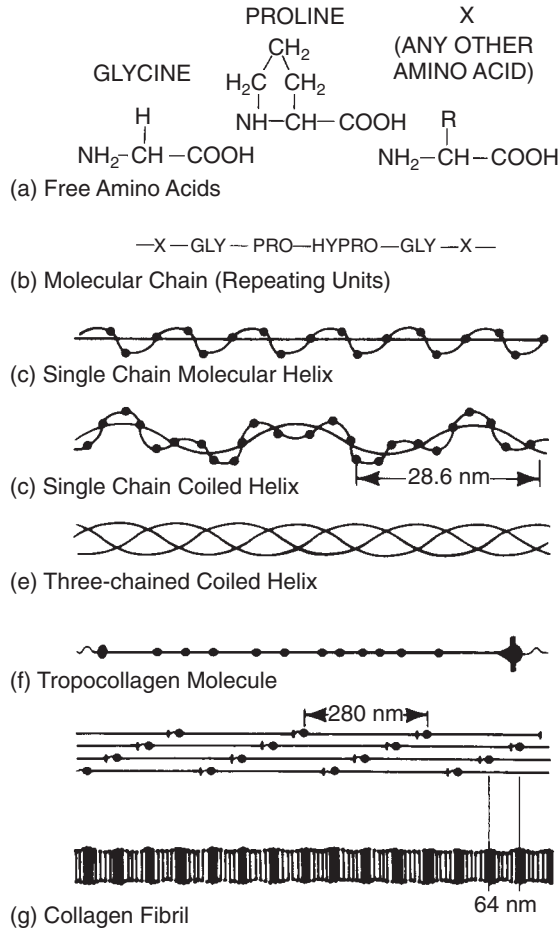 PROLINE
X
(ANY OTHER
AMINO ACID)
GLYCINE
CH₂
H₂C CH₂
NH—CH—COOH
H
NH₂–CH—COOH
R
NH₂–CH–COOH
(a) Free Amino Acids
—X—GLY—PRO—HYPRO—GLY—X—
(b) Molecular Chain (Repeating Units)
(c) Single Chain Molecular Helix
28.6 nm
(c) Single Chain Coiled Helix
(e) Three-chained Coiled Helix
(f) Tropocollagen Molecule
280 nm
64 nm
(g) Collagen Fibril